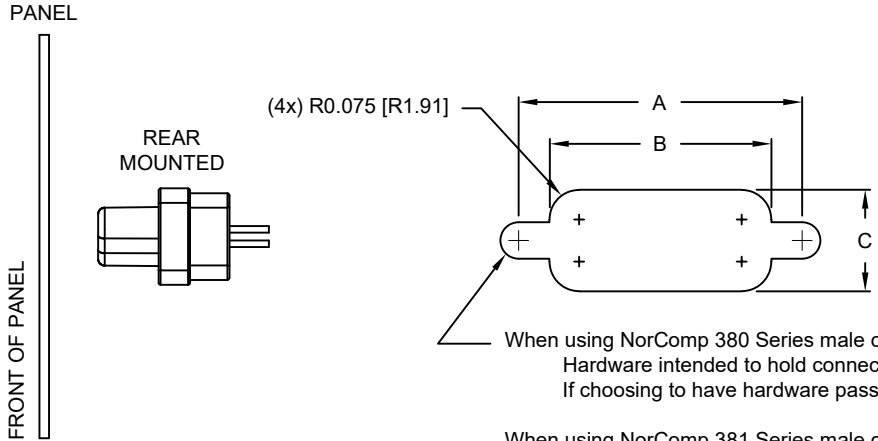 PANEL
(4x) R0.075 [R1.91]
A
B
REAR
MOUNTED
C
FRONT OF PANEL
When using NorComp 380 Series male
Hardware intended to hold
If choosing to have hardware pass
When using NorComp 381 Series male